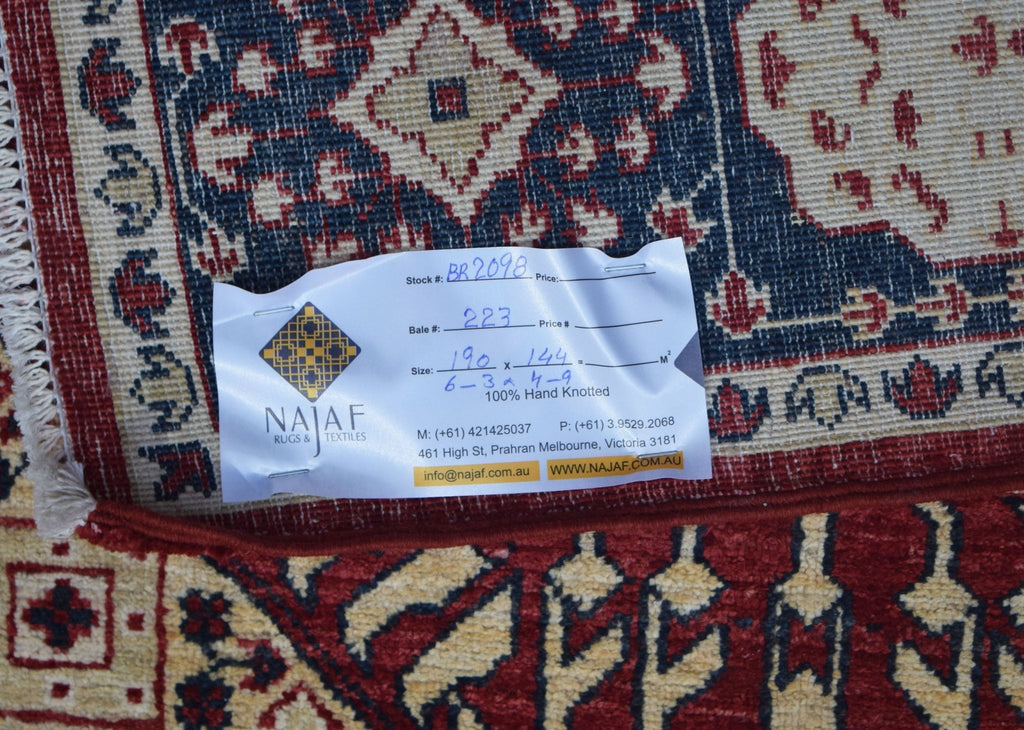 Stock #: BR2098 Price:
Bale #: 223 Price #
Size: 190 x 144 = M²
6-3 x 4-9
100% Hand Knotted
NAJAF
RUGS & TEXTILES
M: (+61) 421425037 P: (+61) 3.9529.2068
461 High St, Prahran Melbourne, Victoria 3181
info@najaf.com.au WWW.NAJAF.COM.AU